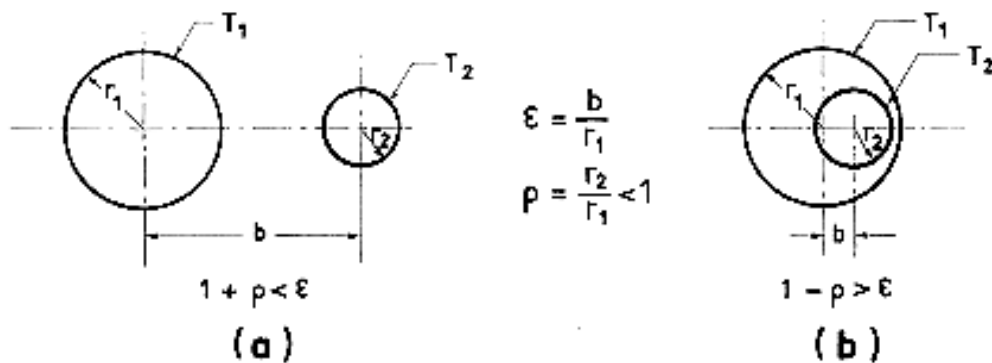 T₁
r₁
T₂
r₂
b
1 + ρ < ε
(a)
ε = b/r₁
ρ = r₂/r₁ < 1
T₁
T₂
r₁
r₂
b
1 − ρ > ε
(b)